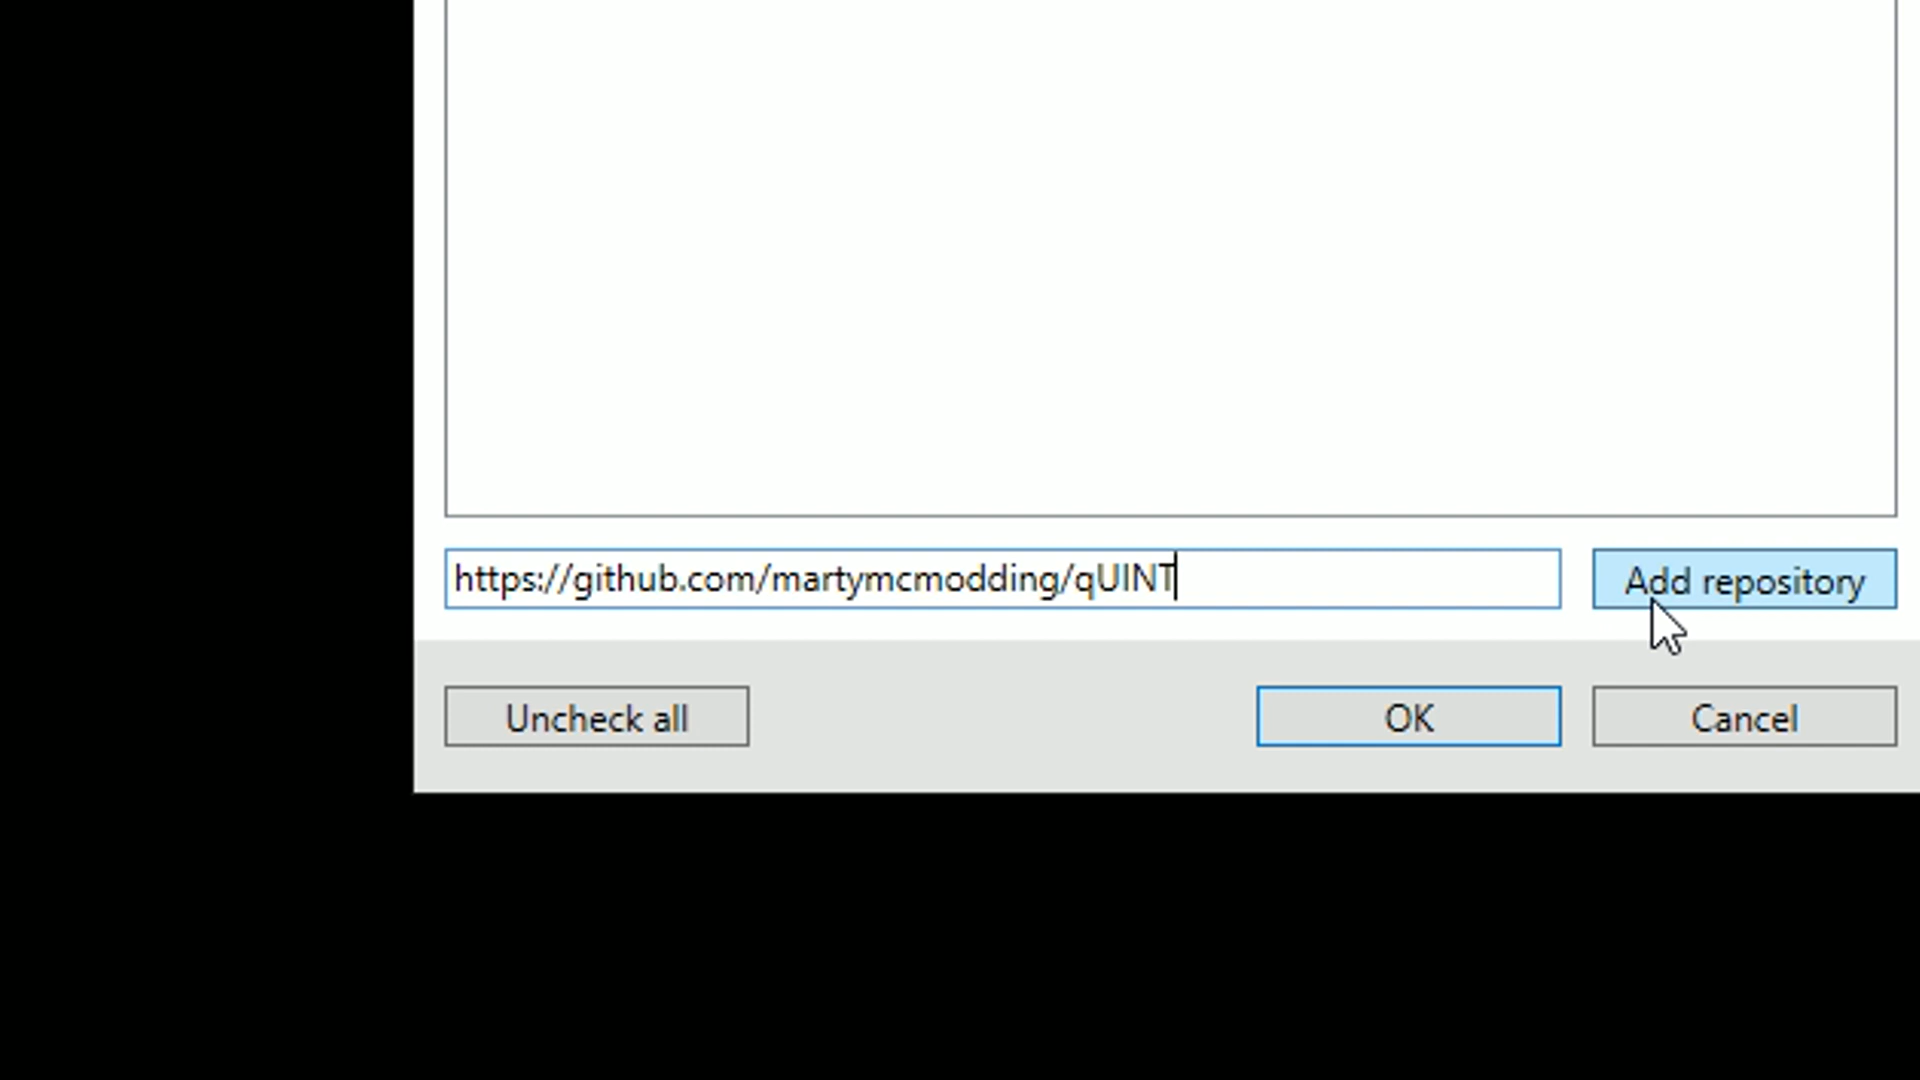 https://github.com/martymcmodding/qUINT
Add repository
Uncheck all
OK
Cancel